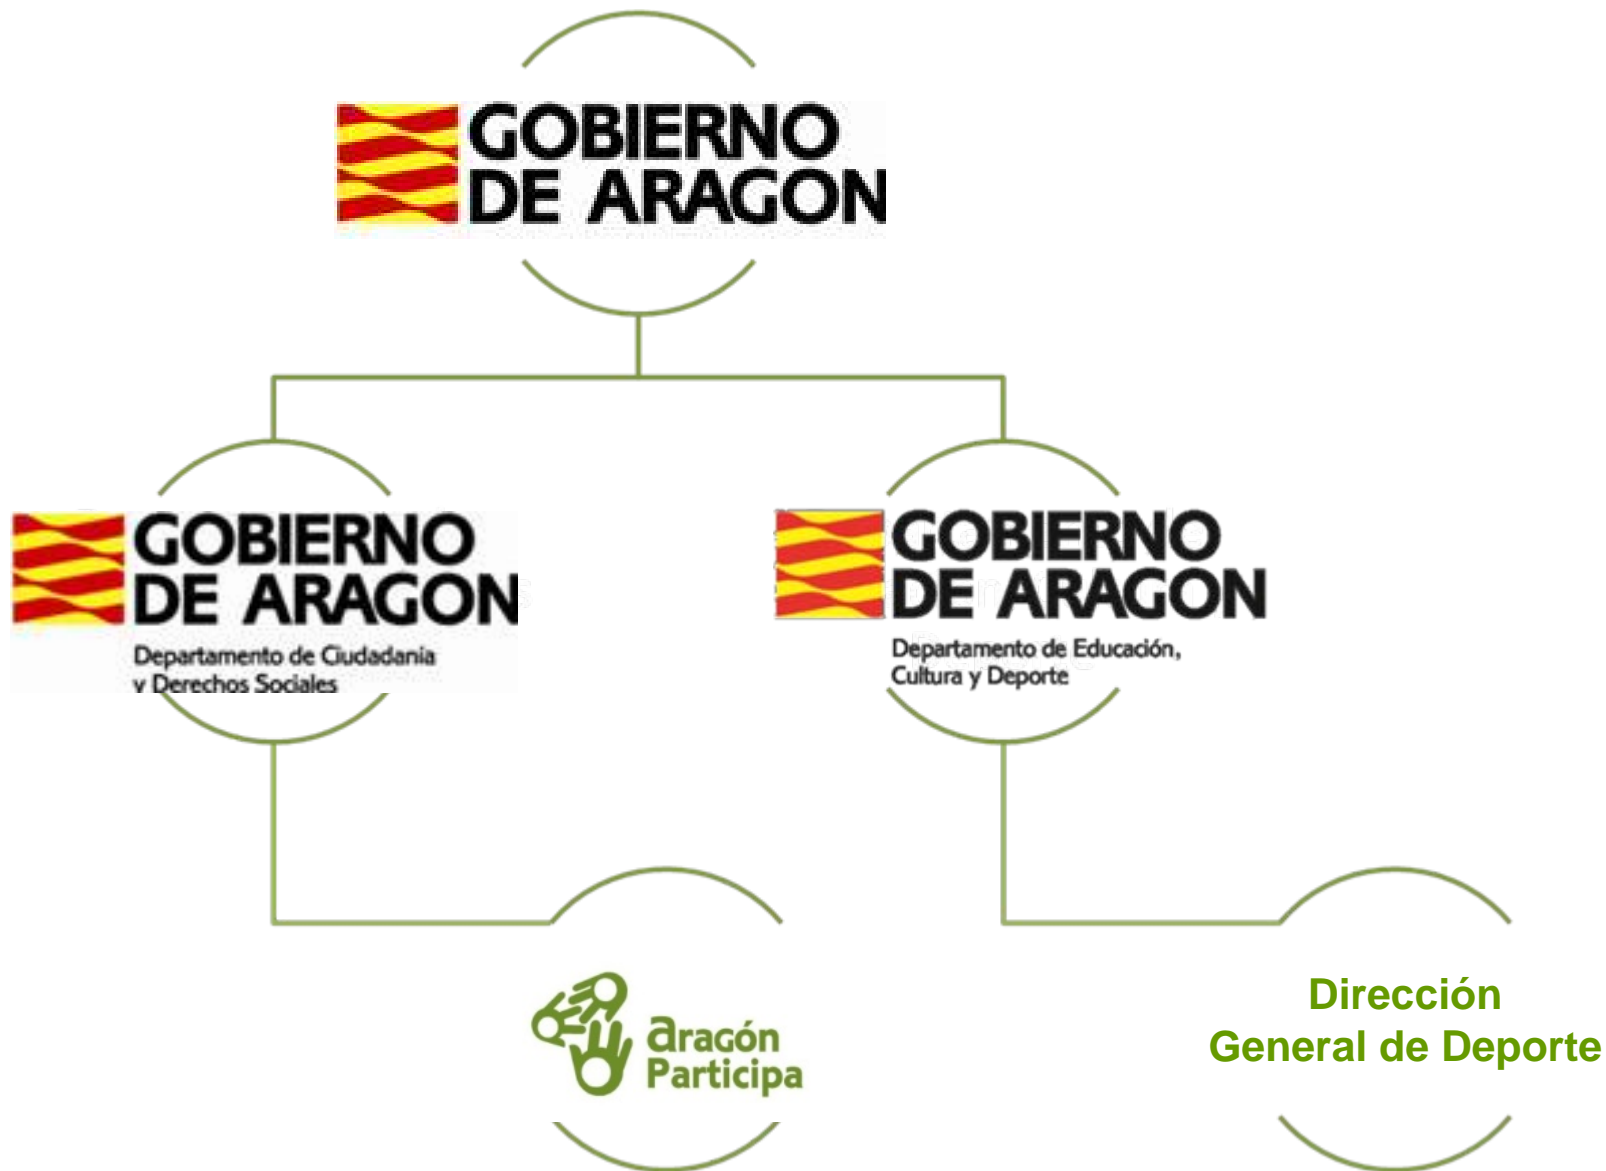 GOBIERNO
DE ARAGON
GOBIERNO
DE ARAGON
Departamento de Ciudadanía
y Derechos Sociales
GOBIERNO
DE ARAGON
Departamento de Educación,
Cultura y Deporte
aragón
Participa
Dirección
General de Deporte